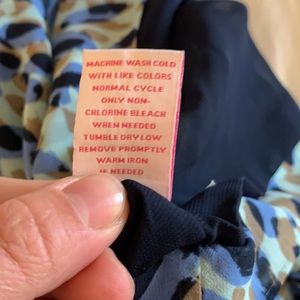 MACHINE WASH COLD
WITH LIKE COLORS
NORMAL CYCLE
ONLY NON-
CHLORINE BLEACH
WHEN NEEDED
TUMBLE DRY LOW
REMOVE PROMPTLY
WARM IRON
IF NEEDED